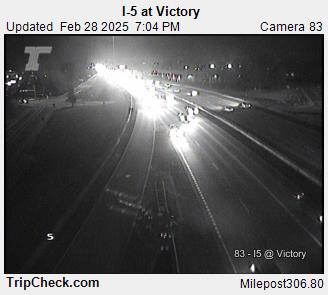 I-5 at Victory
Updated Feb 28 2025 7:04 PM Camera 83
T
S
83 - I5 @ Victory
TripCheck.com Milepost306.80